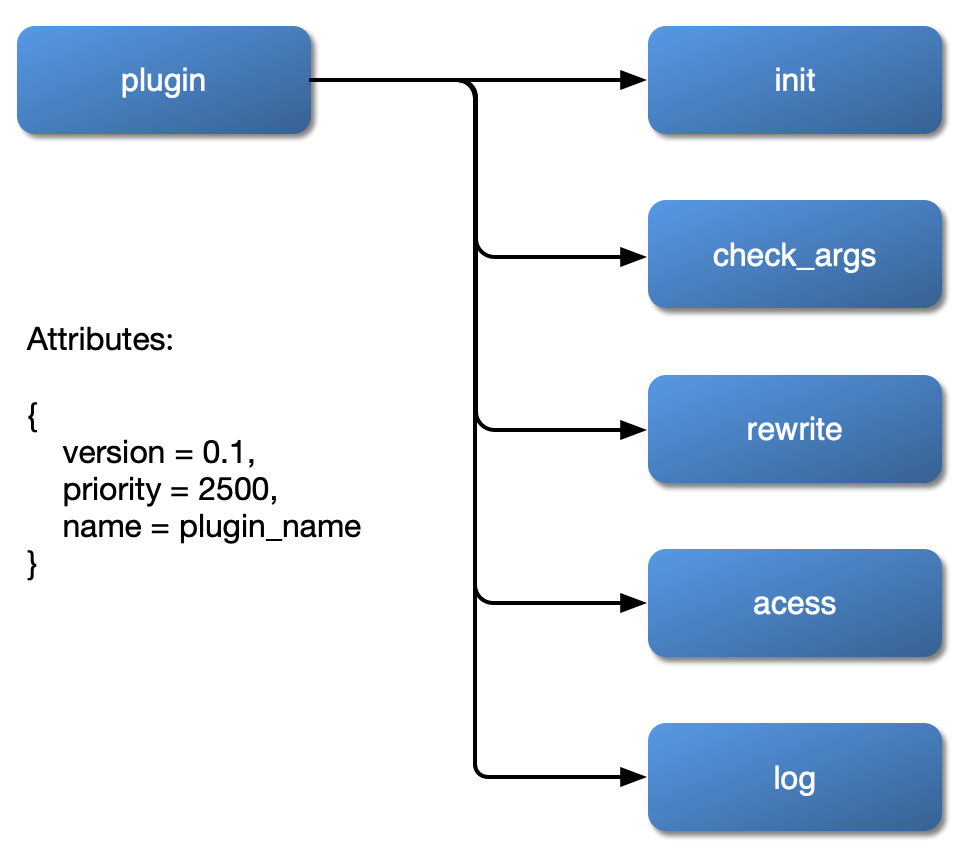 plugin
init
check_args
Attributes:
{
version = 0.1,
priority = 2500,
name = plugin_name
}
rewrite
acess
log